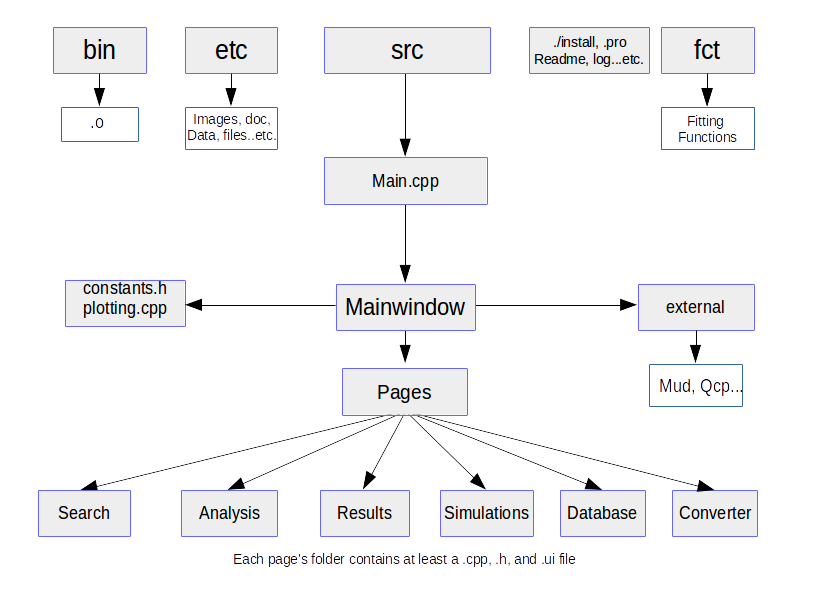 bin
etc
src
./install, .pro
Readme, log...etc.
fct
.o
Images, doc,
Data, files..etc.
Fitting
Functions
Main.cpp
constants.h
plotting.cpp
Mainwindow
external
Mud, Qcp...
Pages
Search
Analysis
Results
Simulations
Database
Converter
Each page's folder contains at least a .cpp, .h, and .ui file